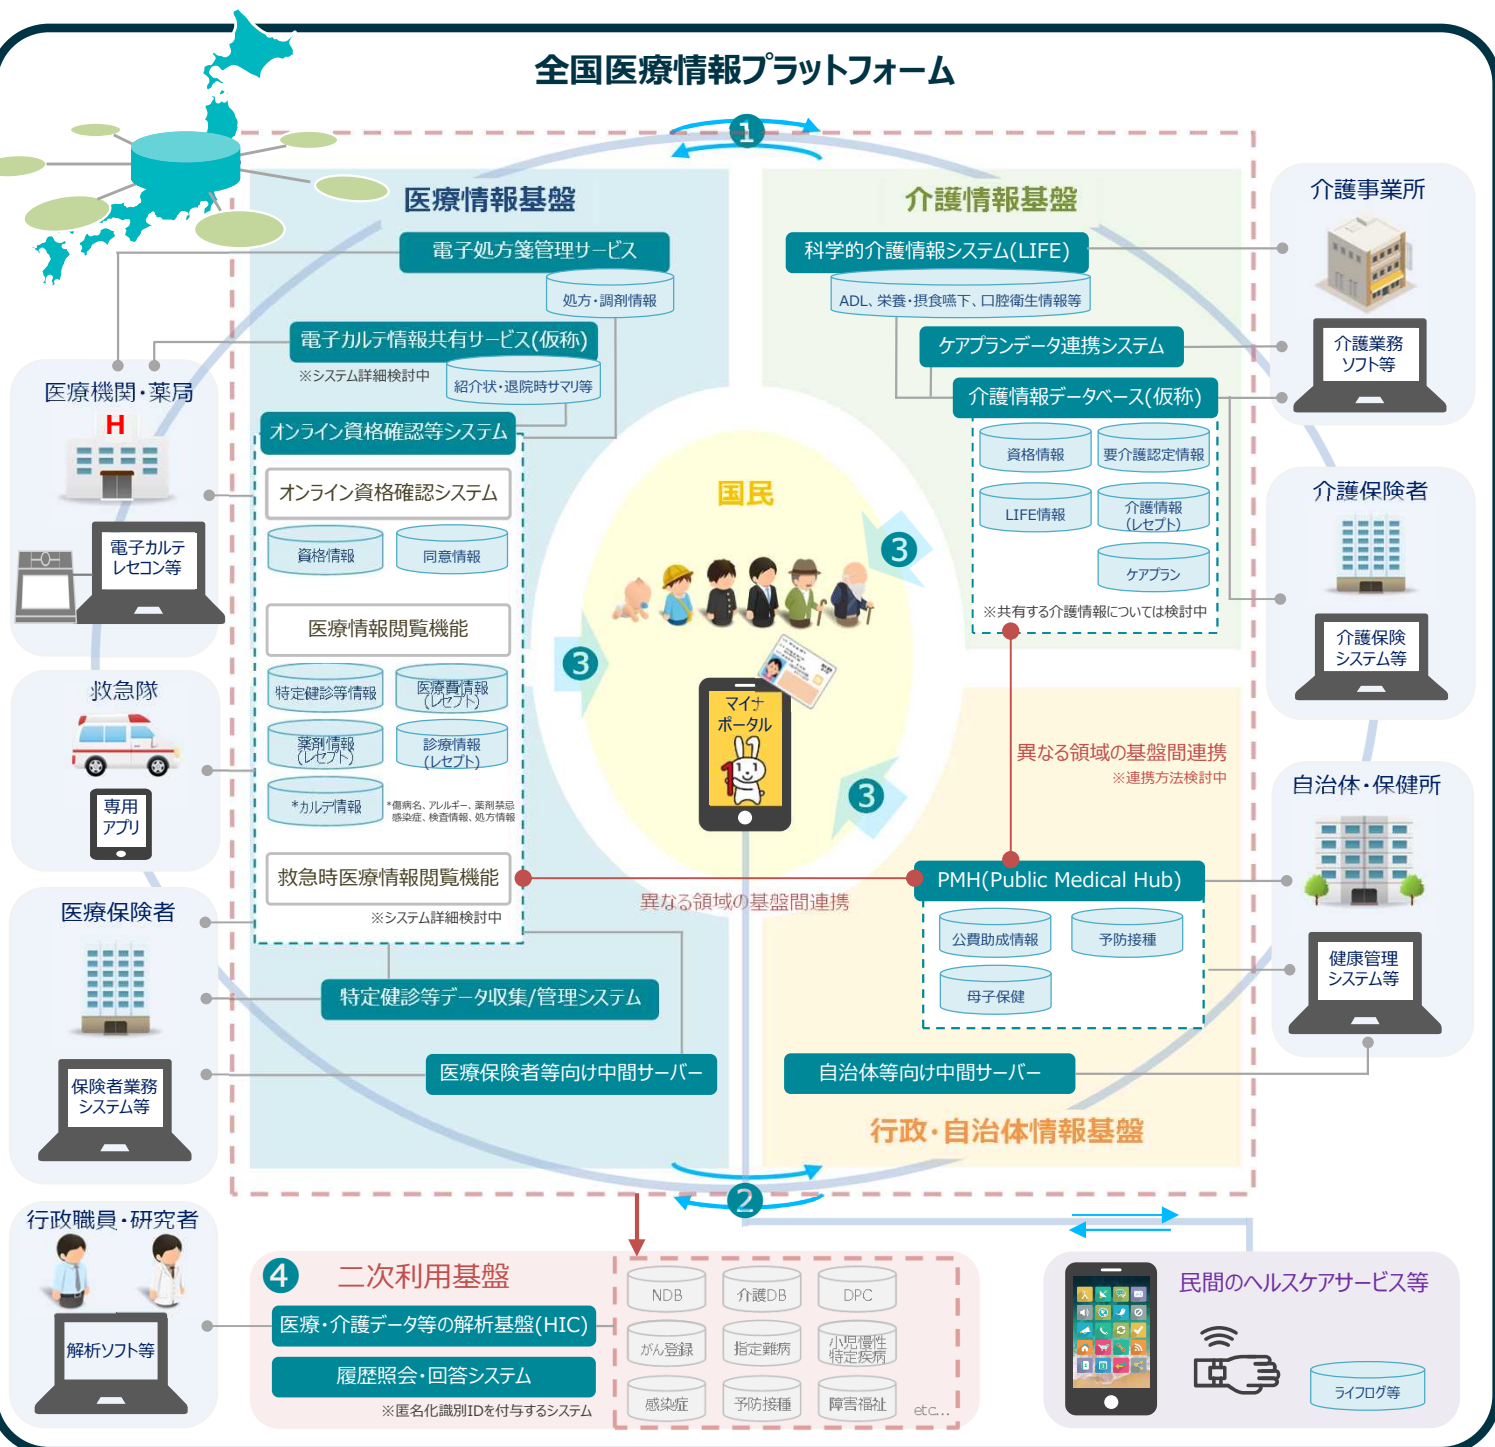 全国医療情報プラットフォーム
1
医療情報基盤
電子処方箋管理サービス
処方・調剤情報
電子カルテ情報共有サービス(仮称)
※システム詳細検討中
紹介状・退院時サマリ等
オンライン資格確認等システム
オンライン資格確認システム
資格情報
同意情報
医療情報閲覧機能
特定健診等情報
医療費情報
(レセプト)
薬剤情報
(レセプト)
診療情報
(レセプト)
*カルテ情報
*傷病名、アレルギー、薬剤禁忌
感染症、検査情報、処方情報
救急時医療情報閲覧機能
※システム詳細検討中
特定健診等データ収集/管理システム
医療保険者等向け中間サーバー
介護情報基盤
科学的介護情報システム(LIFE)
ADL、栄養・摂食嚥下、口腔衛生情報等
ケアプランデータ連携システム
介護情報データベース(仮称)
資格情報
要介護認定情報
LIFE情報
介護情報
(レセプト)
ケアプラン
※共有する介護情報については検討中
国民
3
3
3
マイナ
ポータル
1
異なる領域の基盤間連携
※連携方法検討中
異なる領域の基盤間連携
PMH(Public Medical Hub)
公費助成情報
予防接種
母子保健
自治体等向け中間サーバー
行政・自治体情報基盤
2
医療機関・薬局
H
電子カルテ
レセコン等
救急隊
専用
アプリ
医療保険者
保険者業務
システム等
行政職員・研究者
解析ソフト等
介護事業所
介護業務
ソフト等
介護保険者
介護保険
システム等
自治体・保健所
健康管理
システム等
4
二次利用基盤
医療・介護データ等の解析基盤(HIC)
履歴照会・回答システム
※匿名化識別IDを付与するシステム
NDB
介護DB
DPC
がん登録
指定難病
小児慢性
特定疾病
感染症
予防接種
障害福祉
etc...
民間のヘルスケアサービス等
ライフログ等